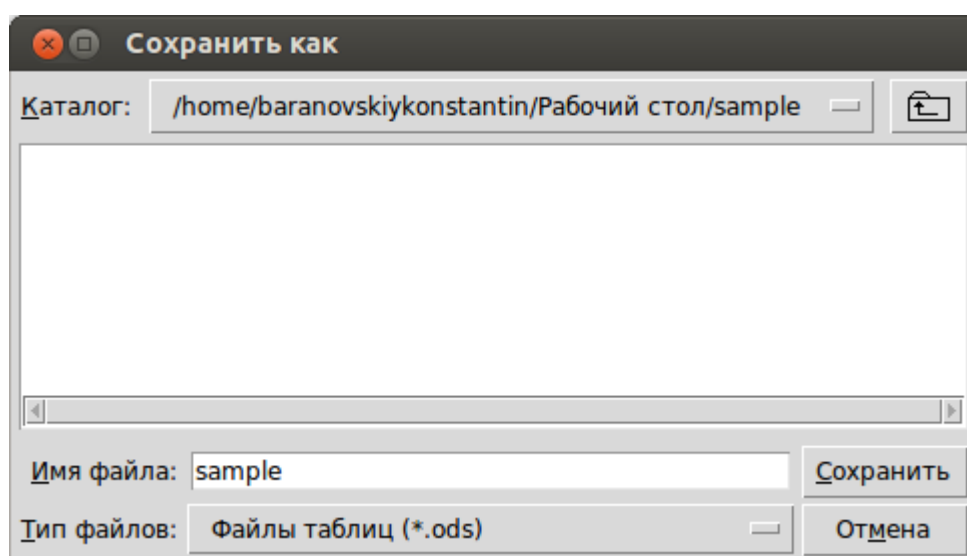 Сохранить как
Каталог: /home/baranovskiykonstantin/Рабочий стол/sample
Имя файла: sample Сохранить
Тип файлов: Файлы таблиц (*.ods) Отмена